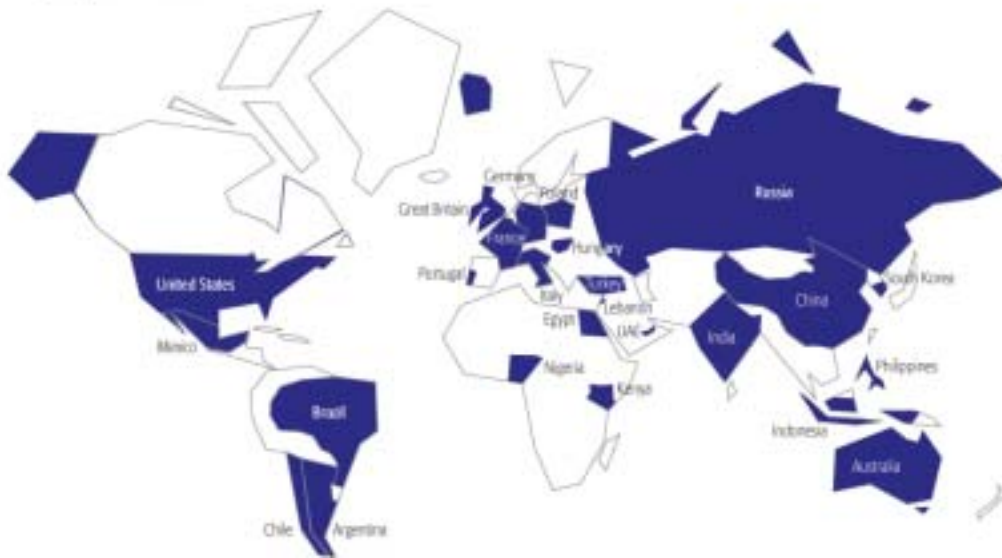 Germany
Poland
Great Britain
Russia
France
Hungary
Portugal
United States
Italy
Turkey
South Korea
Lebanon
China
Egypt
UAE
India
Mexico
Nigeria
Philippines
Kenya
Brazil
Indonesia
Australia
Chile
Argentina